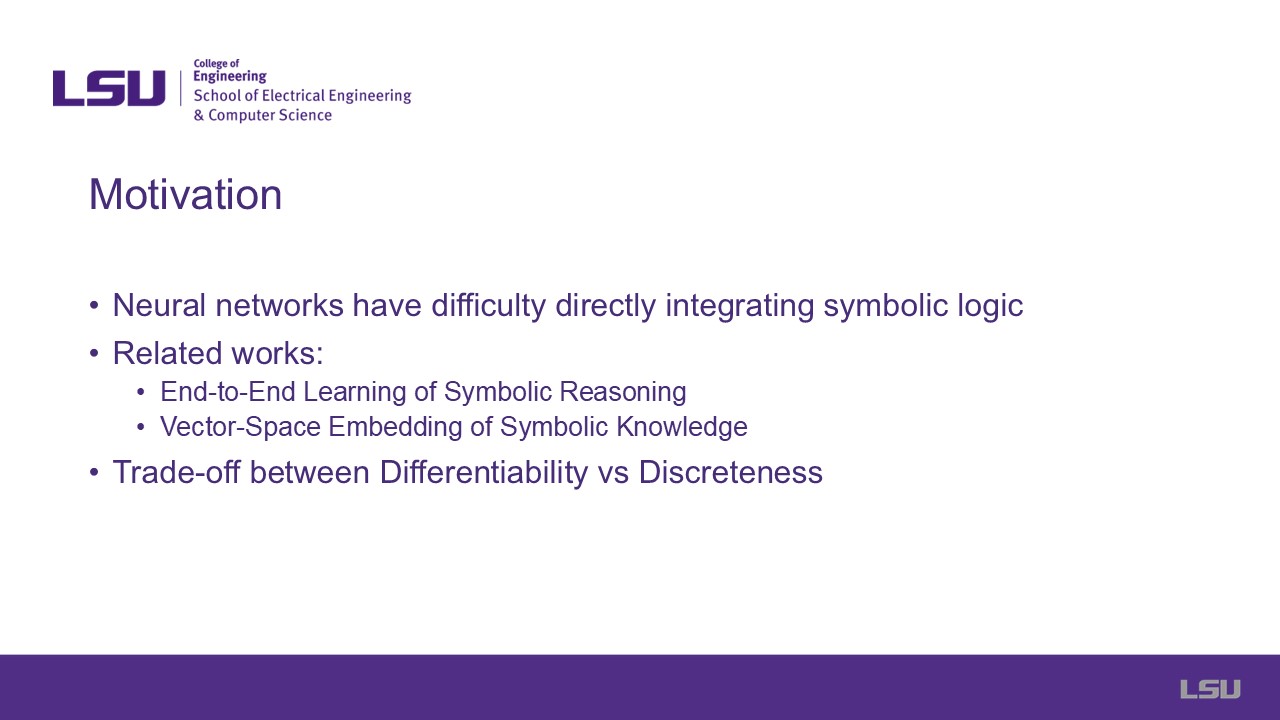 LSU
College of
Engineering
School of Electrical Engineering
& Computer Science
Motivation
• Neural networks have difficulty directly integrating symbolic logic
• Related works:
• End-to-End Learning of Symbolic Reasoning
• Vector-Space Embedding of Symbolic Knowledge
• Trade-off between Differentiability vs Discreteness
LSU